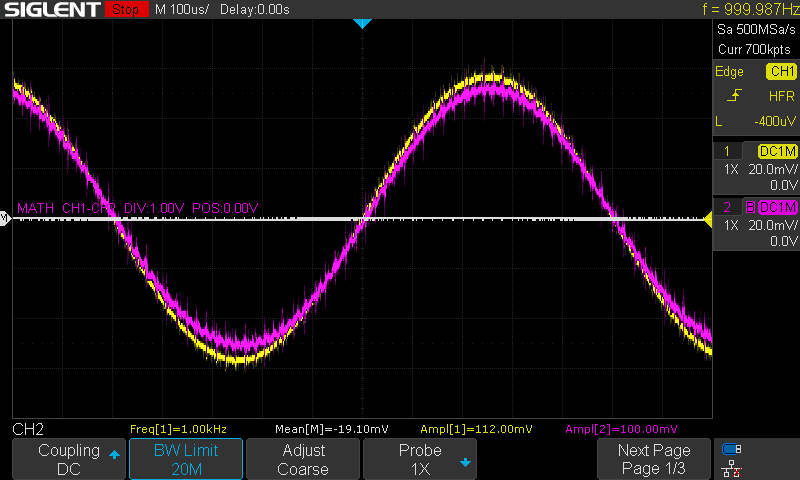 SIGLENT Stop M 100us/ Delay:0.00s f = 999.987Hz
Sa 500MSa/s
Curr 700kpts
Edge CH1
HFR
L -400uV
1 DC1M
1X 20.0mV/
0.0V
2 B DC1M
1X 20.0mV/
0.0V
MATH CH1-CH2 DIV:1.00V POS:0.00V
M
CH2 Freq[1]=1.00kHz Mean[M]=-19.10mV Ampl[1]=112.00mV Ampl[2]=100.00mV
Coupling BW Limit Adjust Probe Next Page
DC 20M Coarse 1X Page 1/3